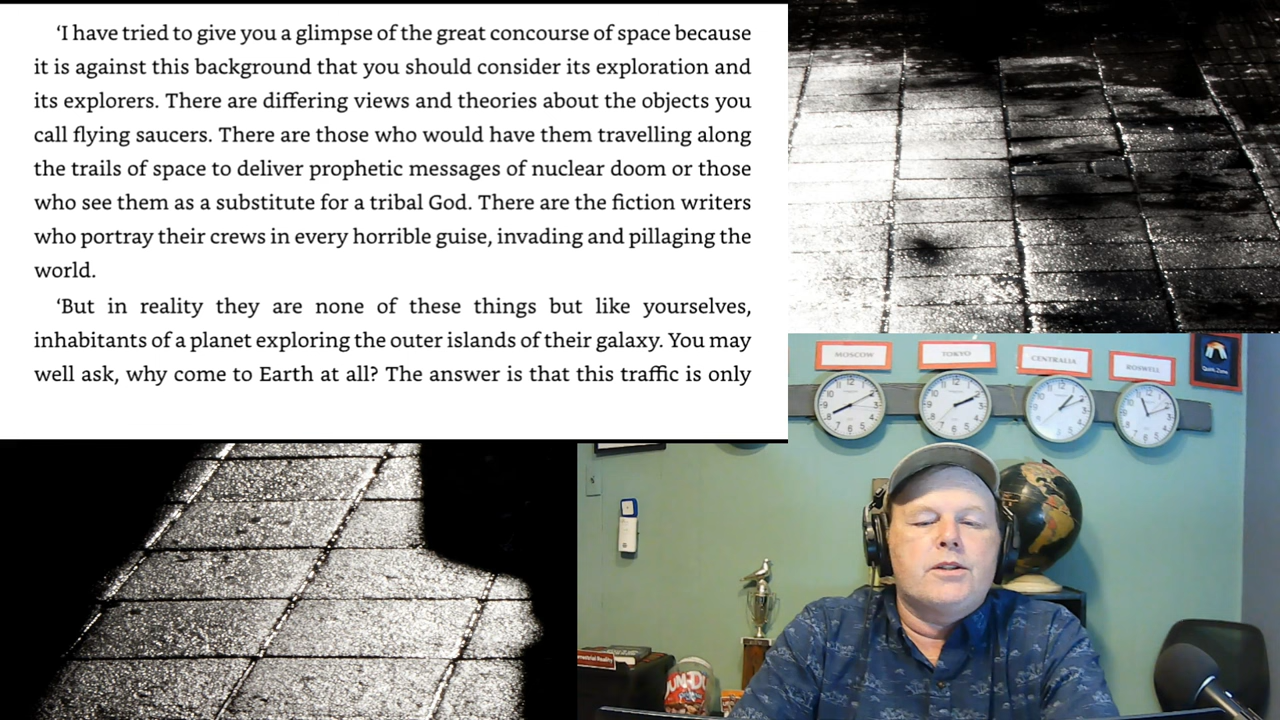 ‘I have tried to give you a glimpse of the great concourse of space because
it is against this background that you should consider its exploration and
its explorers. There are differing views and theories about the objects you
call flying saucers. There are those who would have them travelling along
the trails of space to deliver prophetic messages of nuclear doom or those
who see them as a substitute for a tribal God. There are the fiction writers
who portray their crews in every horrible guise, invading and pillaging the
world.
‘But in reality they are none of these things but like yourselves,
inhabitants of a planet exploring the outer islands of their galaxy. You may
well ask, why come to Earth at all? The answer is that this traffic is only
MOSCOW
TOKYO
CENTRALIA
ROSWELL